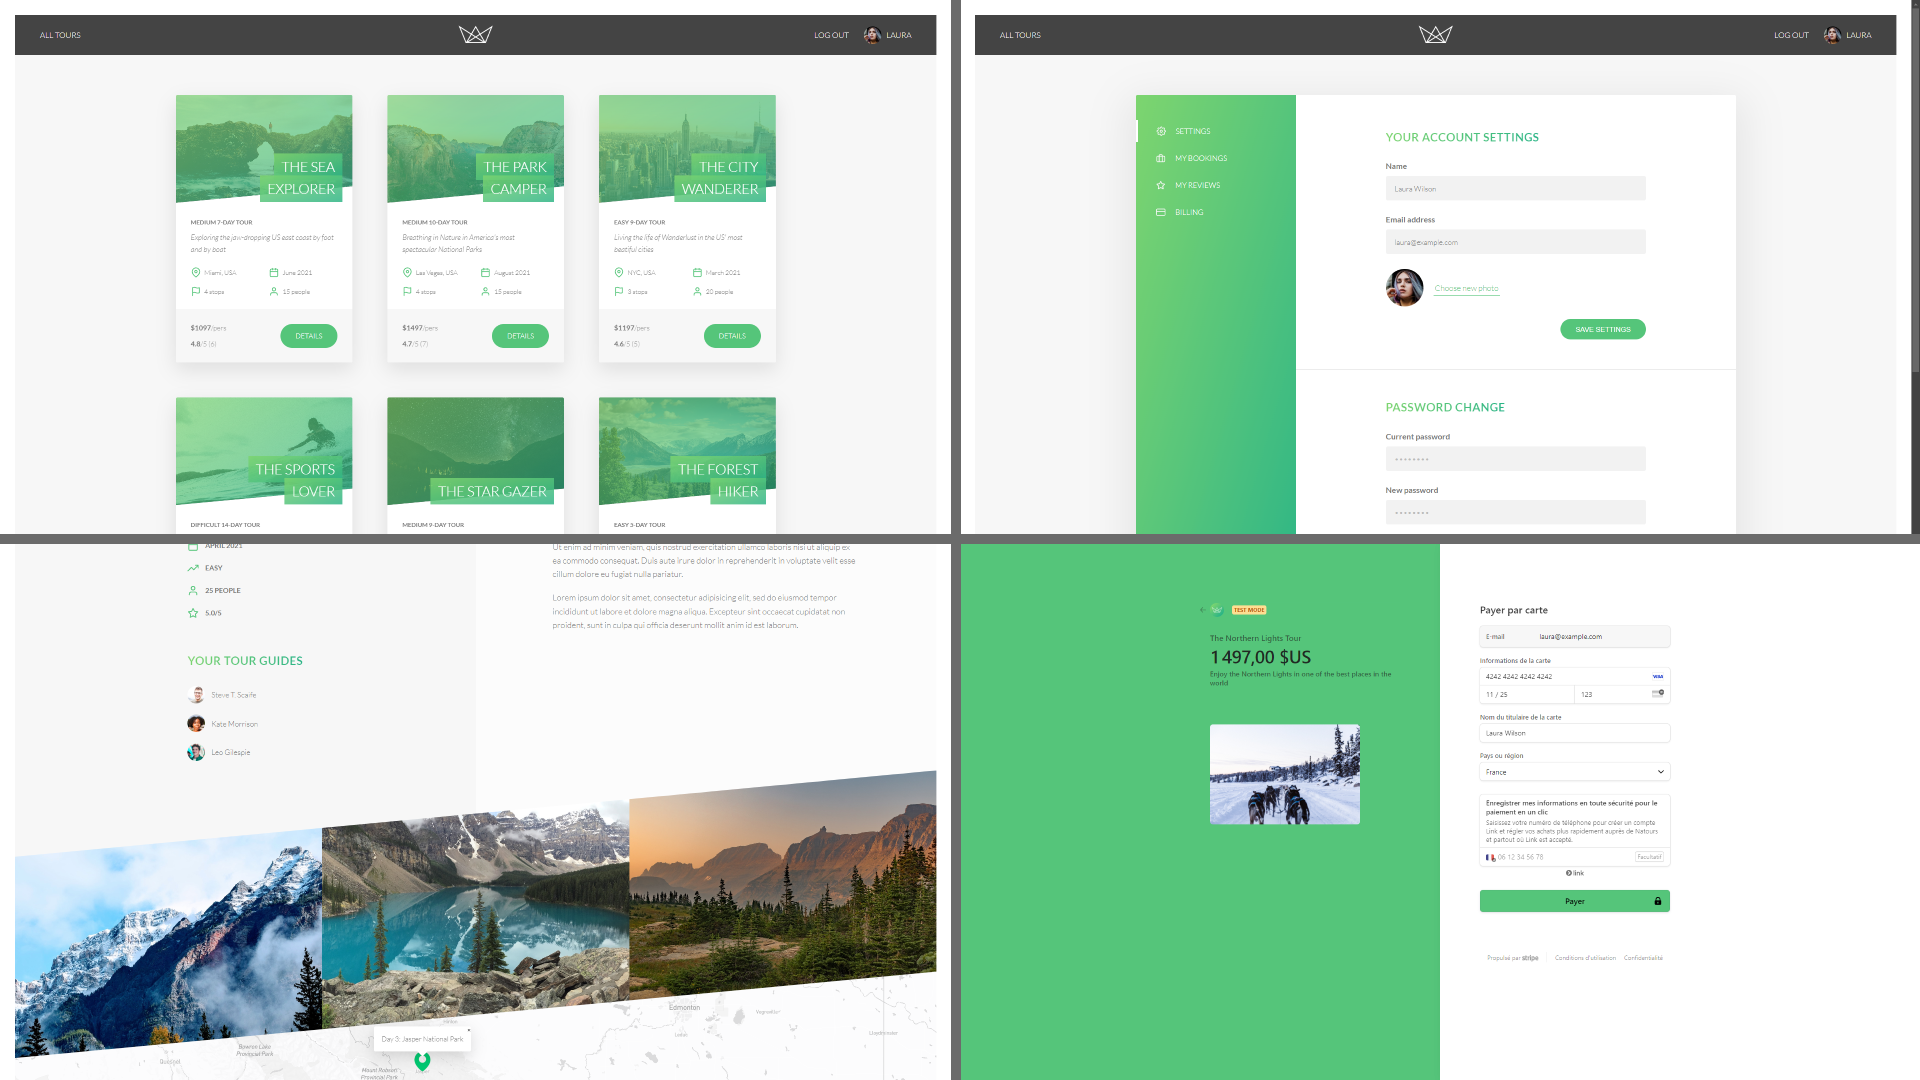 ALL TOURS
LOG OUT
LAURA
THE SEA
EXPLORER
MEDIUM 7-DAY TOUR
Exploring the jaw-dropping US east coast by foot
and by boat
Miami, USA
June 2021
4 stops
15 people
$1097/pers
4.8/5 (6)
DETAILS
THE PARK
CAMPER
MEDIUM 10-DAY TOUR
Breathing in Nature in America's most
spectacular National Parks
Las Vegas, USA
August 2021
4 stops
15 people
$1497/pers
4.7/5 (7)
DETAILS
THE CITY
WANDERER
EASY 9-DAY TOUR
Living the life of Wanderlust in the US' most
beatiful cities
NYC, USA
March 2021
3 stops
20 people
$1197/pers
4.6/5 (5)
DETAILS
THE SPORTS
LOVER
DIFFICULT 14-DAY TOUR
THE STAR GAZER
MEDIUM 9-DAY TOUR
THE FOREST
HIKER
EASY 5-DAY TOUR
ALL TOURS
LOG OUT
LAURA
SETTINGS
MY BOOKINGS
MY REVIEWS
BILLING
YOUR ACCOUNT SETTINGS
Name
Laura Wilson
Email address
laura@example.com
Choose new photo
SAVE SETTINGS
PASSWORD CHANGE
Current password
••••••••
New password
••••••••
APRIL 2021
EASY
25 PEOPLE
5.0/5
YOUR TOUR GUIDES
Steve T. Scaife
Kate Morrison
Leo Gillespie
Ut enim ad minim veniam, quis nostrud exercitation ullamco laboris nisi ut aliquip ex
ea commodo consequat. Duis aute irure dolor in reprehenderit in voluptate velit esse
cillum dolore eu fugiat nulla pariatur.
Lorem ipsum dolor sit amet, consectetur adipisicing elit, sed do eiusmod tempor
incididunt ut labore et dolore magna aliqua. Excepteur sint occaecat cupidatat non
proident, sunt in culpa qui officia deserunt mollit anim id est laborum.
Edmonton
Day 3: Jasper National Park
Bowron Lake
Provincial Park
Quesnel
Mount Robson
Provincial Park
TEST MODE
The Northern Lights Tour
1 497,00 $US
Enjoy the Northern Lights in one of the best places in the
world
Payer par carte
E-mail
laura@example.com
Informations de la carte
4242 4242 4242 4242
VISA
11 / 25
123
Nom du titulaire de la carte
Laura Wilson
Pays ou région
France
Enregistrer mes informations en toute sécurité pour le
paiement en un clic
Saisissez votre numéro de téléphone pour créer un compte
Link et régler vos achats plus rapidement auprès de Natours
et partout où Link est accepté.
06 12 34 56 78
Facultatif
link
Payer
Propulsé par stripe
Conditions d'utilisation
Confidentialité